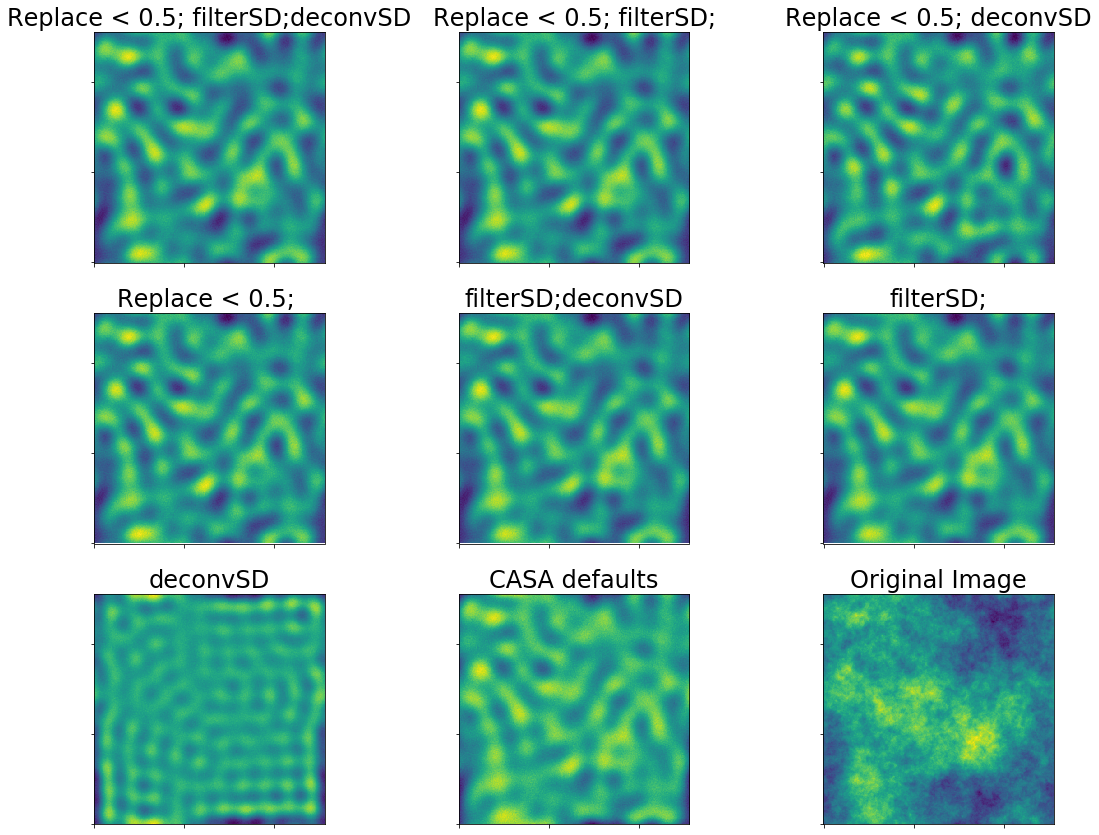 Replace < 0.5; filterSD;deconvSD
Replace < 0.5; filterSD;
Replace < 0.5; deconvSD
Replace < 0.5;
filterSD;deconvSD
filterSD;
deconvSD
CASA defaults
Original Image